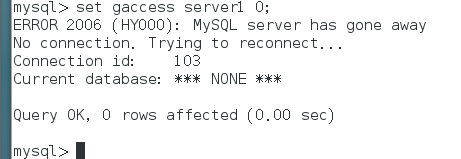 mysql> set gaccess server1 0;
ERROR 2006 (HY000): MySQL server has gone away
No connection. Trying to reconnect...
Connection id:    103
Current database: *** NONE ***

Query OK, 0 rows affected (0.00 sec)

mysql>